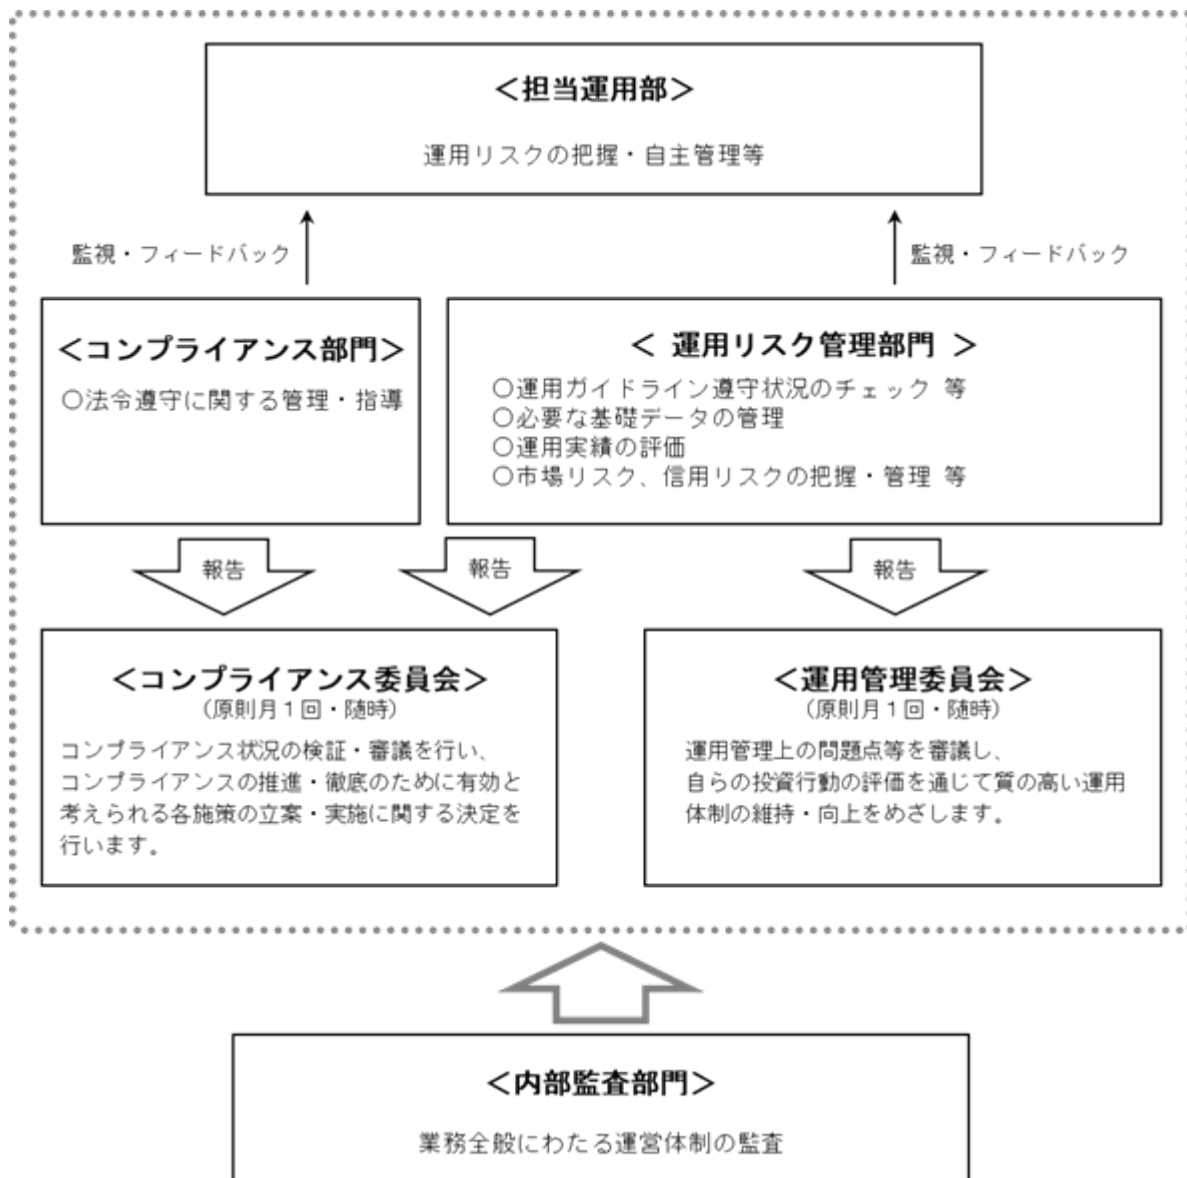 ＜担当運用部＞
運用リスクの把握・自主管理等
監視・フィードバック
監視・フィードバック
＜コンプライアンス部門＞
○法令遵守に関する管理・指導
＜ 運用リスク管理部門 ＞
○運用ガイドライン遵守状況のチェック 等
○必要な基礎データの管理
○運用実績の評価
○市場リスク、信用リスクの把握・管理 等
報告
報告
報告
＜コンプライアンス委員会＞
（原則月１回・随時）
コンプライアンス状況の検証・審議を行い、
コンプライアンスの推進・徹底のために有効と
考えられる各施策の立案・実施に関する決定を
行います。
＜運用管理委員会＞
（原則月１回・随時）
運用管理上の問題点等を審議し、
自らの投資行動の評価を通じて質の高い運用
体制の維持・向上をめざします。
＜内部監査部門＞
業務全般にわたる運営体制の監査